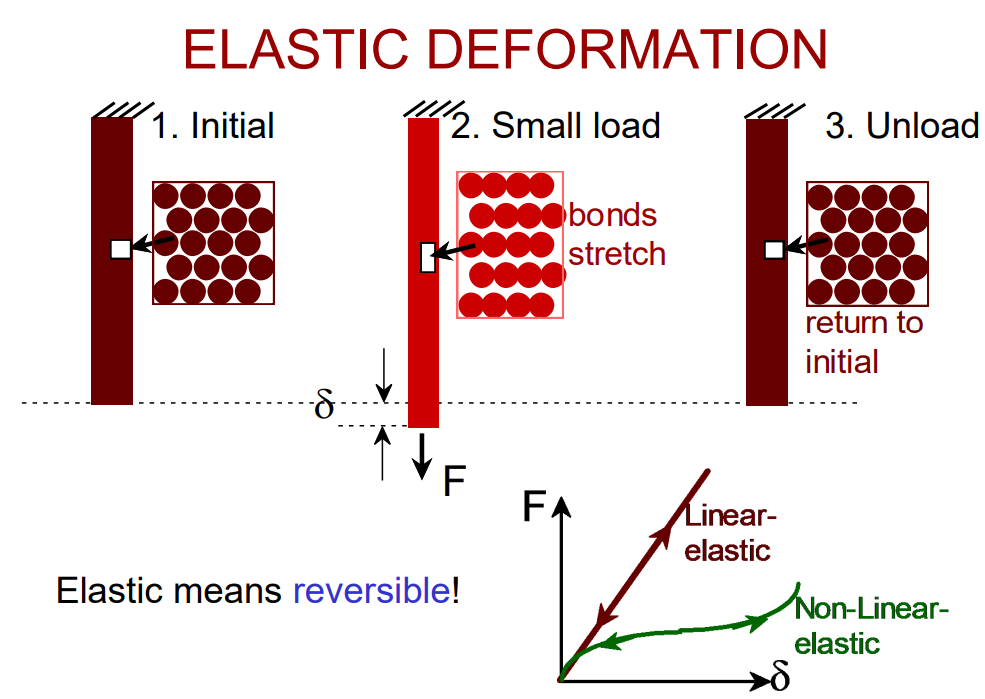 ELASTIC DEFORMATION
1. Initial
2. Small load
3. Unload
bonds
stretch
return to
initial
δ
F
F
Linear-
elastic
Non-Linear-
elastic
δ
Elastic means reversible!